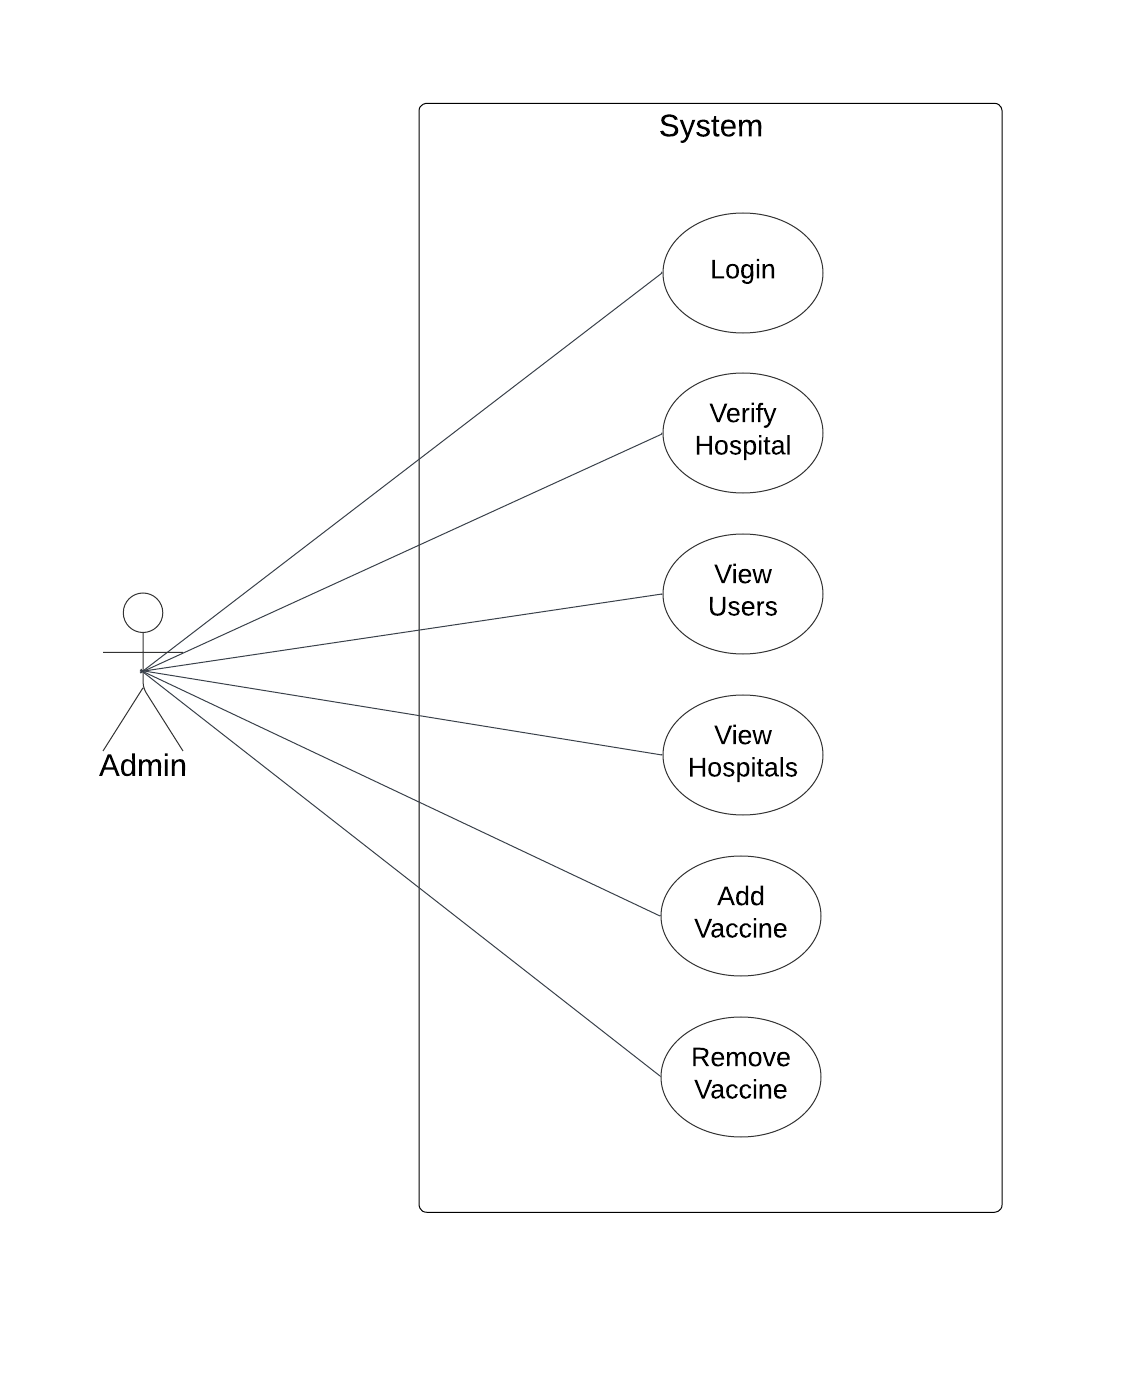 System
Login
Verify
Hospital
View
Users
View
Hospitals
Admin
Add
Vaccine
Remove
Vaccine